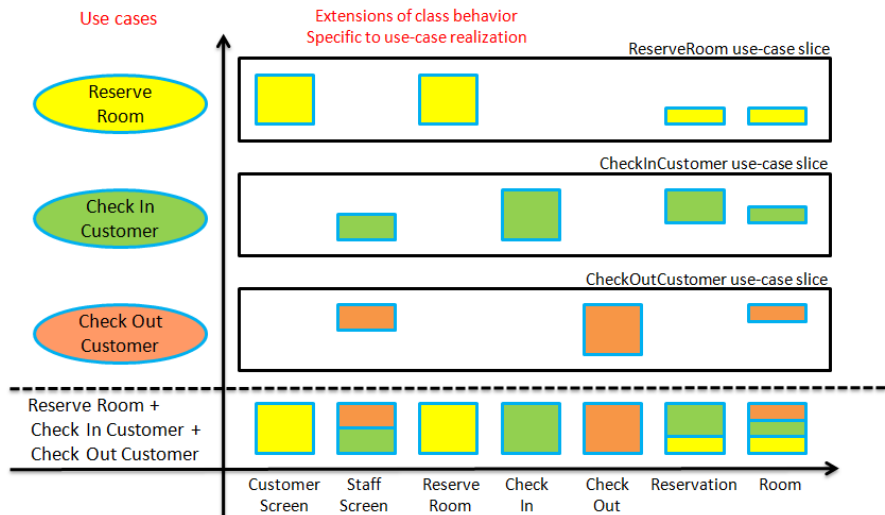 Use cases
Extensions of class behavior
Specific to use-case realization
ReserveRoom use-case slice
Reserve
Room
CheckInCustomer use-case slice
Check In
Customer
CheckOutCustomer use-case slice
Check Out
Customer
Reserve Room +
Check In Customer +
Check Out Customer
Customer
Screen
Staff
Screen
Reserve
Room
Check
In
Check
Out
Reservation
Room